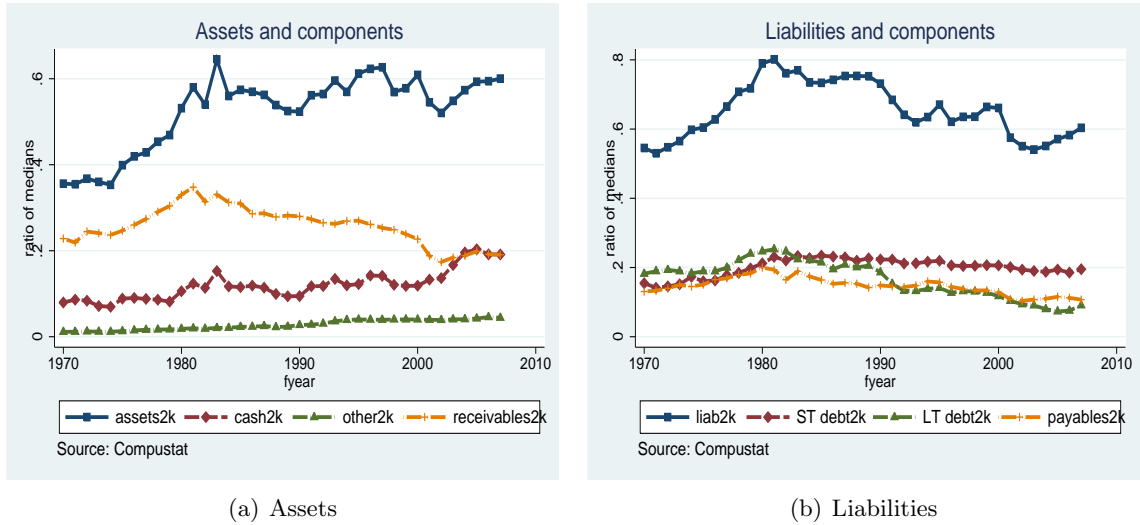 Assets and components
ratio of medians
0 .2 .4 .6
1970 1980 1990 2000 2010
fyear
assets2k cash2k other2k receivables2k
Source: Compustat
(a) Assets
Liabilities and components
ratio of medians
0 .2 .4 .6 .8
1970 1980 1990 2000 2010
fyear
liab2k ST debt2k LT debt2k payables2k
Source: Compustat
(b) Liabilities